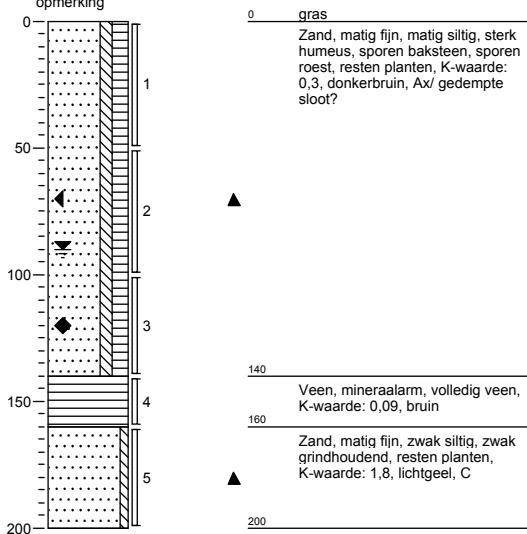 opmerking
0
50
100
150
200
1
2
3
4
5
0 gras
Zand, matig fijn, matig siltig, sterk
humeus, sporen baksteen, sporen
roest, resten planten, K-waarde:
0,3, donkerbruin, Ax/ gedempte
sloot?
140
Veen, mineraalarm, volledig veen,
K-waarde: 0,09, bruin
160
Zand, matig fijn, zwak siltig, zwak
grindhoudend, resten planten,
K-waarde: 1,8, lichtgeel, C
200